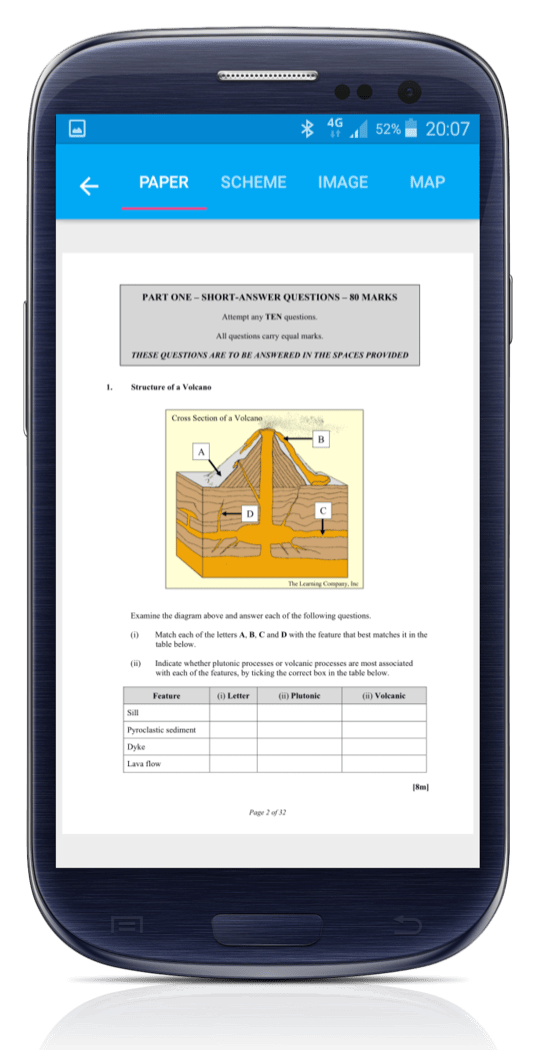 4G 52% 20:07
PAPER SCHEME IMAGE MAP
PART ONE – SHORT-ANSWER QUESTIONS – 80 MARKS
Attempt any TEN questions.
All questions carry equal marks.
THESE QUESTIONS ARE TO BE ANSWERED IN THE SPACES PROVIDED
1. Structure of a Volcano
Cross Section of a Volcano
B
A
D
C
The Learning Company, Inc
Examine the diagram above and answer each of the following questions.
(i) Match each of the letters A, B, C and D with the feature that best matches it in the
table below.
(ii) Indicate whether plutonic processes or volcanic processes are most associated
with each of the features, by ticking the correct box in the table below.
Feature (i) Letter (ii) Plutonic (ii) Volcanic
Sill
Pyroclastic sediment
Dyke
Lava flow
[8m]
Page 2 of 32